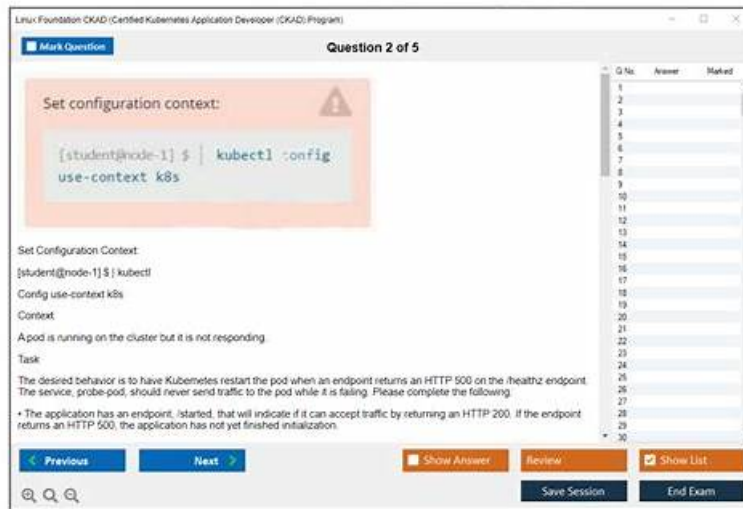 Linux Foundation CKAD (Certified Kubernetes Application Developer (CKAD) Program)
Mark Question
Question 2 of 5
Set configuration context:
[student@node-1] $ | kubectl config
use-context k8s
Set Configuration Context:
[student@node-1] $ | kubectl
Config use-context k8s
Context
A pod is running on the cluster but it is not responding.
Task
The desired behavior is to have Kubernetes restart the pod when an endpoint returns an HTTP 500 on the /healthz endpoint.
The service, probe-pod, should never send traffic to the pod while it is failing. Please complete the following:
• The application has an endpoint, /started, that will indicate if it can accept traffic by returning an HTTP 200. If the endpoint
returns an HTTP 500, the application has not yet finished initialization.
Q No. Answer Marked
1
2
3
4
5
6
7
8
9
10
11
12
13
14
15
16
17
18
19
20
21
22
23
24
25
26
27
28
29
30
Previous
Next
Show Answer
Review
Show List
Save Session
End Exam